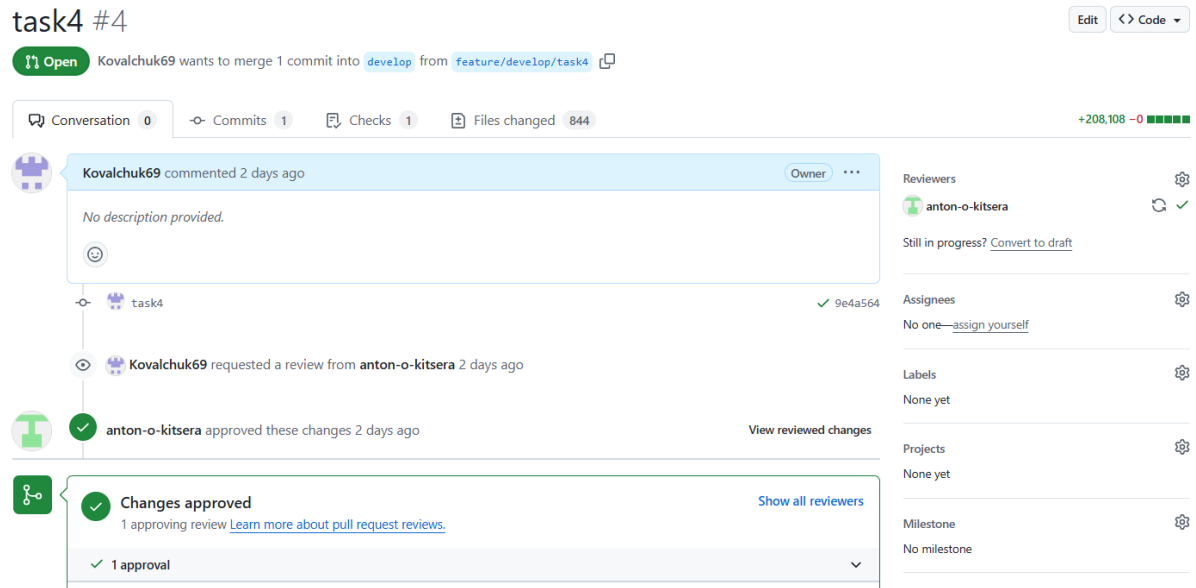 task4 #4
Edit
Code
Open
Kovalchuk69 wants to merge 1 commit into develop from feature/develop/task4
Conversation 0
Commits 1
Checks 1
Files changed 844
+208,108 −0
Kovalchuk69 commented 2 days ago
Owner
No description provided.
task4
9e4a564
Kovalchuk69 requested a review from anton-o-kitsera 2 days ago
anton-o-kitsera approved these changes 2 days ago
View reviewed changes
Changes approved
Show all reviewers
1 approving review Learn more about pull request reviews.
1 approval
Reviewers
anton-o-kitsera
Still in progress? Convert to draft
Assignees
No one—assign yourself
Labels
None yet
Projects
None yet
Milestone
No milestone